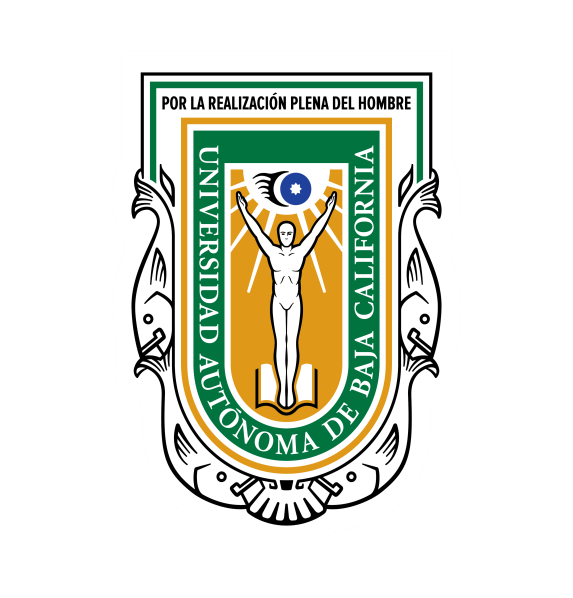 POR LA REALIZACIÓN PLENA DEL HOMBRE
UNIVERSIDAD AUTÓNOMA DE BAJA CALIFORNIA